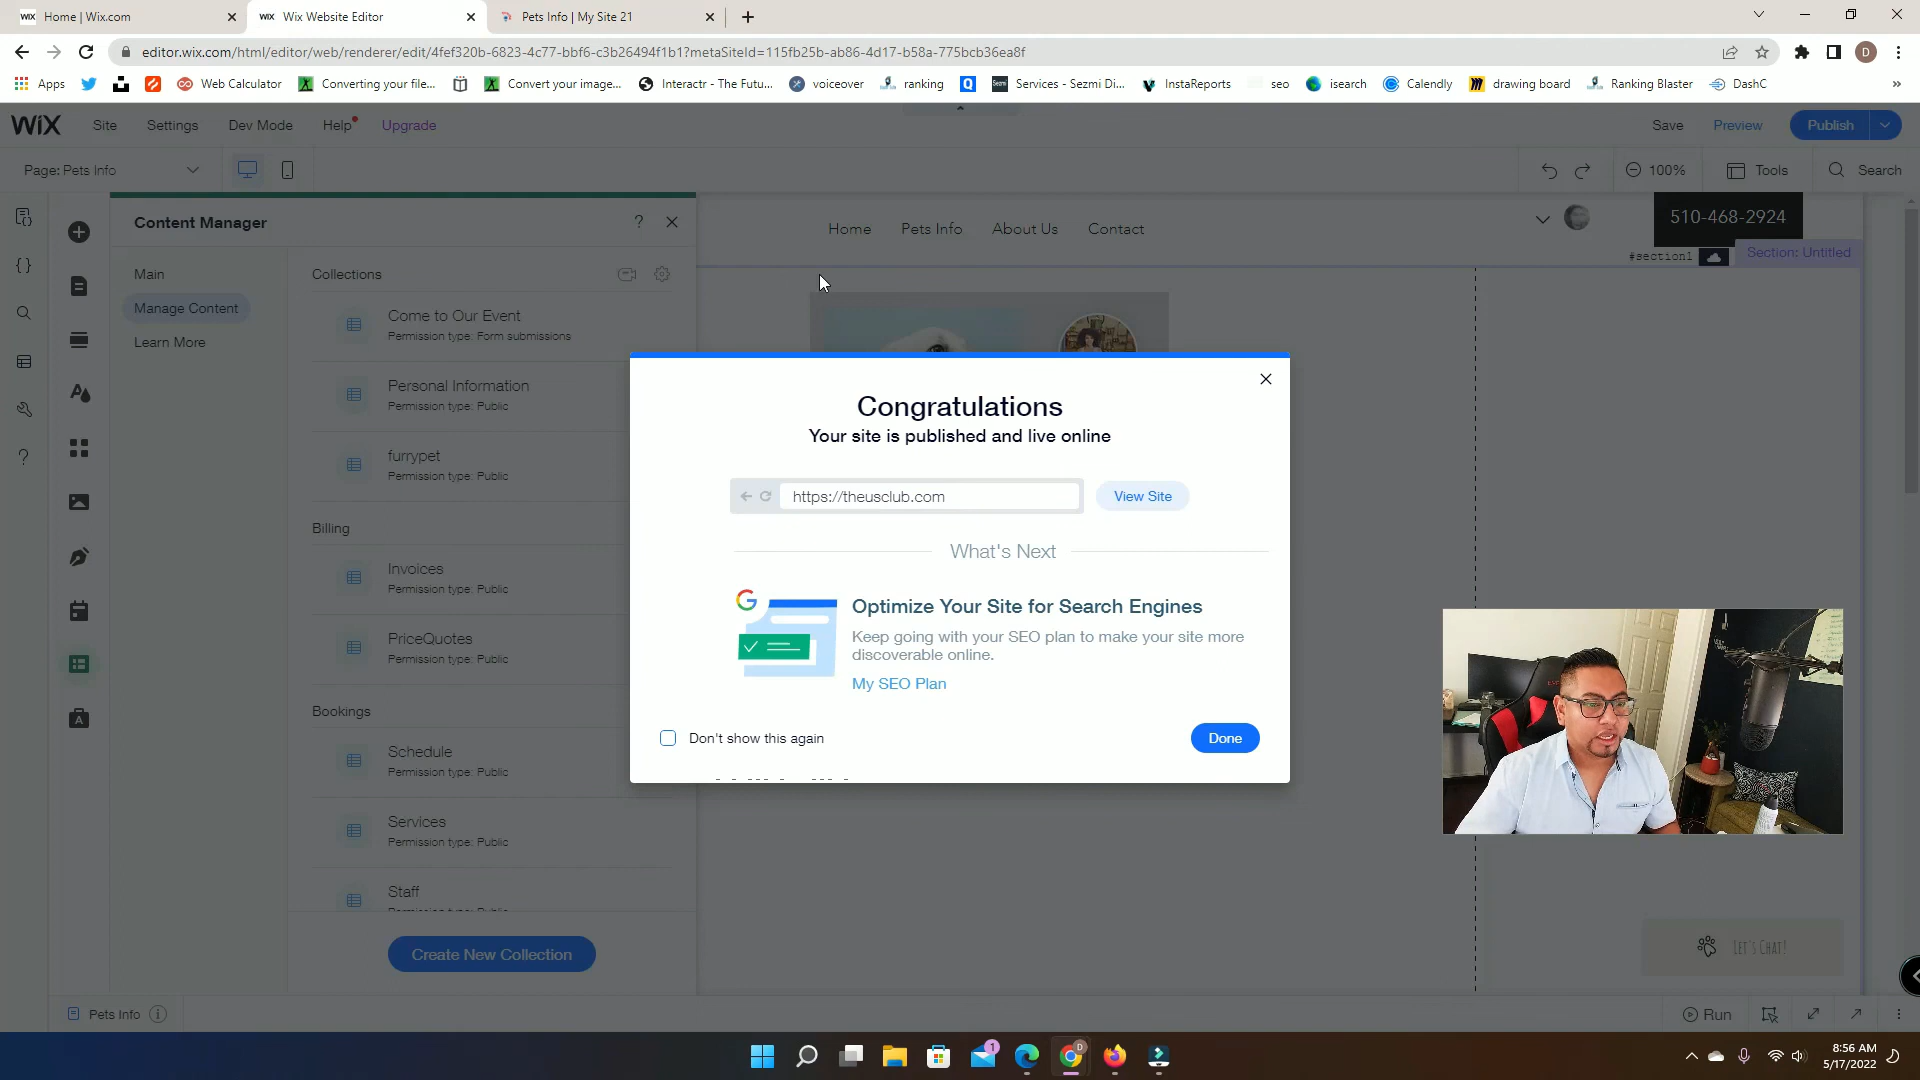 WIX Home | Wix.com
WIX Wix Website Editor
Pets Info | My Site 21
editor.wix.com/html/editor/web/renderer/edit/4fef320b-6823-4c77-bbf6-c3b26494f1b1?metaSiteId=115fb25b-ab86-4d17-b58a-775bcb36ea8f
D
Apps
Web Calculator
Converting your file...
Convert your image...
Interactr - The Futu...
voiceover
ranking
Services - Sezmi Di...
InstaReports
seo
isearch
Calendly
drawing board
Ranking Blaster
DashC
WiX
Site
Settings
Dev Mode
Help
Upgrade
Save
Preview
Publish
Page: Pets Info
100%
Tools
Search
Content Manager
?
Main
Manage Content
Learn More
Collections
Come to Our Event
Permission type: Form submissions
Personal Information
Permission type: Public
furrypet
Permission type: Public
Billing
Invoices
Permission type: Public
PriceQuotes
Permission type: Public
Bookings
Schedule
Permission type: Public
Services
Permission type: Public
Staff
Create New Collection
Home
Pets Info
About Us
Contact
510-468-2924
#section1
Section: Untitled
Congratulations
Your site is published and live online
https://theusclub.com
View Site
What's Next
Optimize Your Site for Search Engines
Keep going with your SEO plan to make your site more
discoverable online.
My SEO Plan
Don't show this again
Done
Let's Chat!
Pets Info
Run
1
D
8:56 AM
5/17/2022